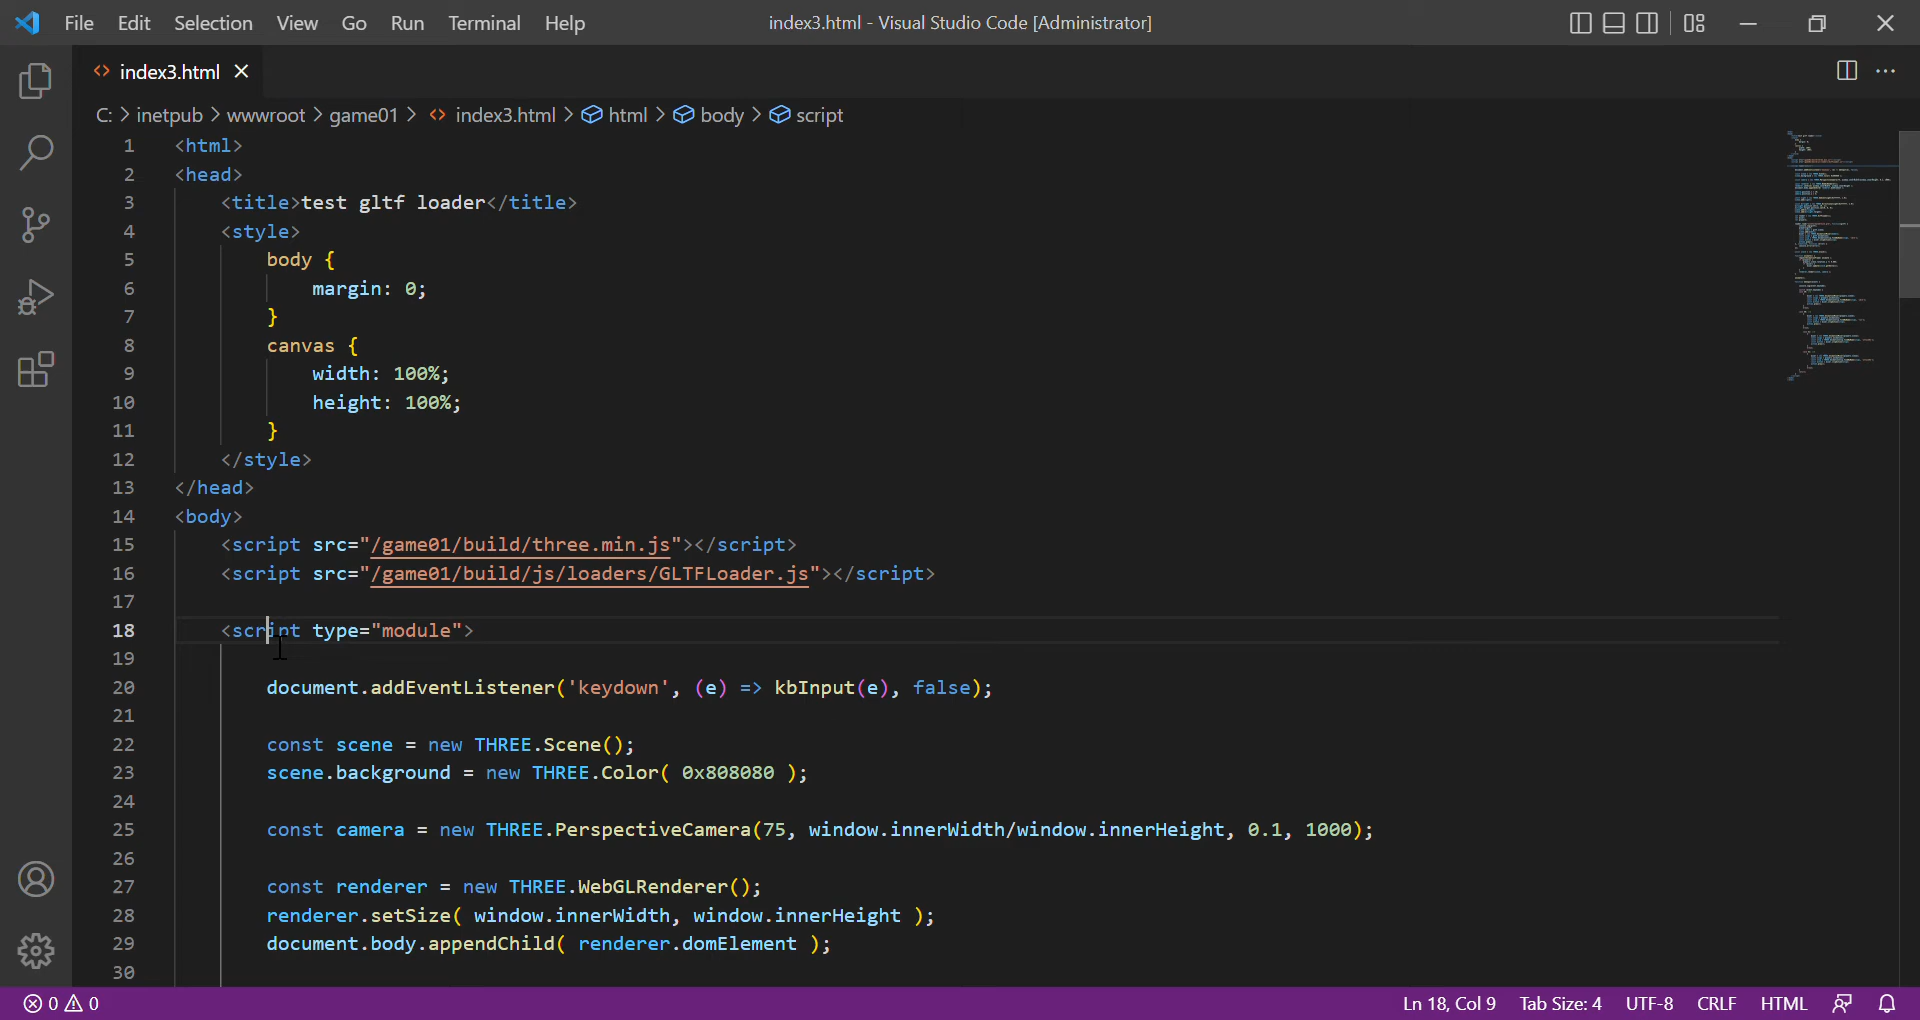 File Edit Selection View Go Run Terminal Help index3.html - Visual Studio Code [Administrator]
index3.html
C: > inetpub > wwwroot > game01 > index3.html > html > body > script
1 <html>
2 <head>
3 <title>test gltf loader</title>
4 <style>
5 body {
6 margin: 0;
7 }
8 canvas {
9 width: 100%;
10 height: 100%;
11 }
12 </style>
13 </head>
14 <body>
15 <script src="/game01/build/three.min.js"></script>
16 <script src="/game01/build/js/loaders/GLTFLoader.js"></script>
17
18 <script type="module">
19
20 document.addEventListener('keydown', (e) => kbInput(e), false);
21
22 const scene = new THREE.Scene();
23 scene.background = new THREE.Color( 0x808080 );
24
25 const camera = new THREE.PerspectiveCamera(75, window.innerWidth/window.innerHeight, 0.1, 1000);
26
27 const renderer = new THREE.WebGLRenderer();
28 renderer.setSize( window.innerWidth, window.innerHeight );
29 document.body.appendChild( renderer.domElement );
30
0 0 Ln 18, Col 9 Tab Size: 4 UTF-8 CRLF HTML